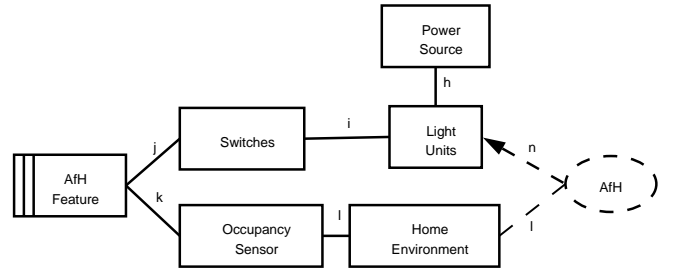 Power
Source
h
Switches
i
Light
Units
j
n
AfH
Feature
AfH
k
Occupancy
Sensor
l
Home
Environment
l